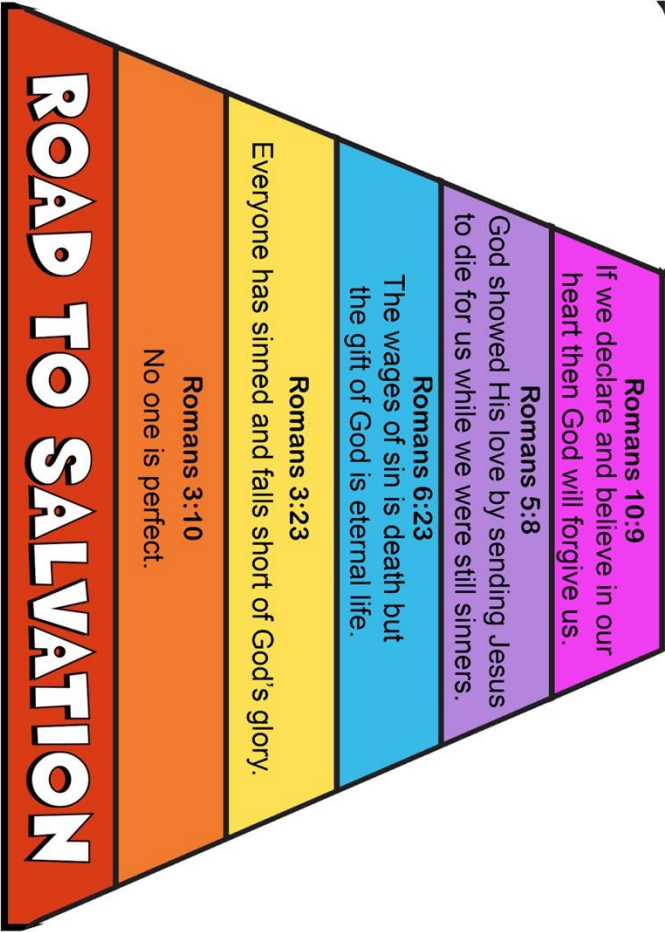 Romans 10:9
If we declare and believe in our
heart then God will forgive us.
Romans 5:8
God showed His love by sending Jesus
to die for us while we were still sinners.
Romans 6:23
The wages of sin is death but
the gift of God is eternal life.
Romans 3:23
Everyone has sinned and falls short of God's glory.
Romans 3:10
No one is perfect.
ROAD TO SALVATION